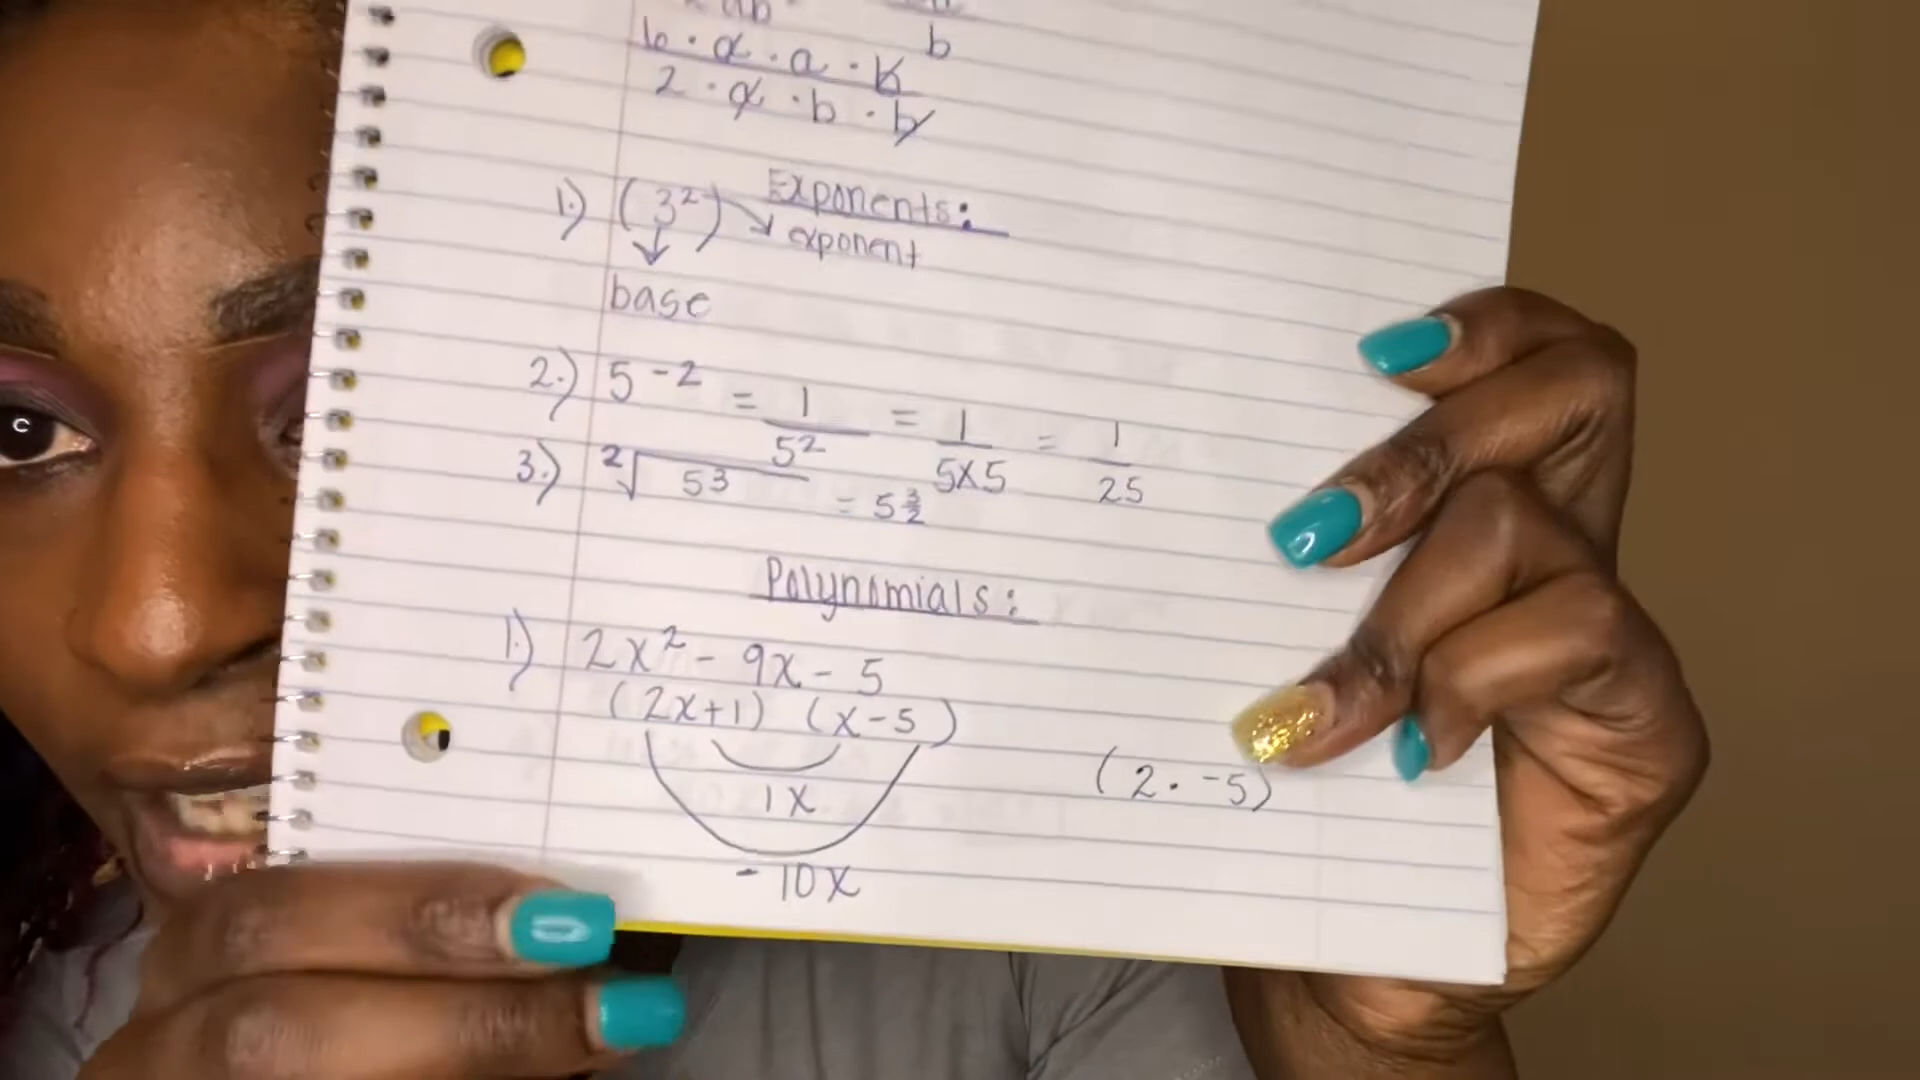 b
6 · a · a · b
2 · a · b · b
Exponents:
1.) (3²) exponent
base
2.) 5⁻² = 1/5² = 1/5x5 = 1/25
3.) ²√5³ = 5 3/2
Polynomials:
1.) 2x² - 9x - 5
(2x+1) (x-5)
1x (2 · ⁻5)
-10x